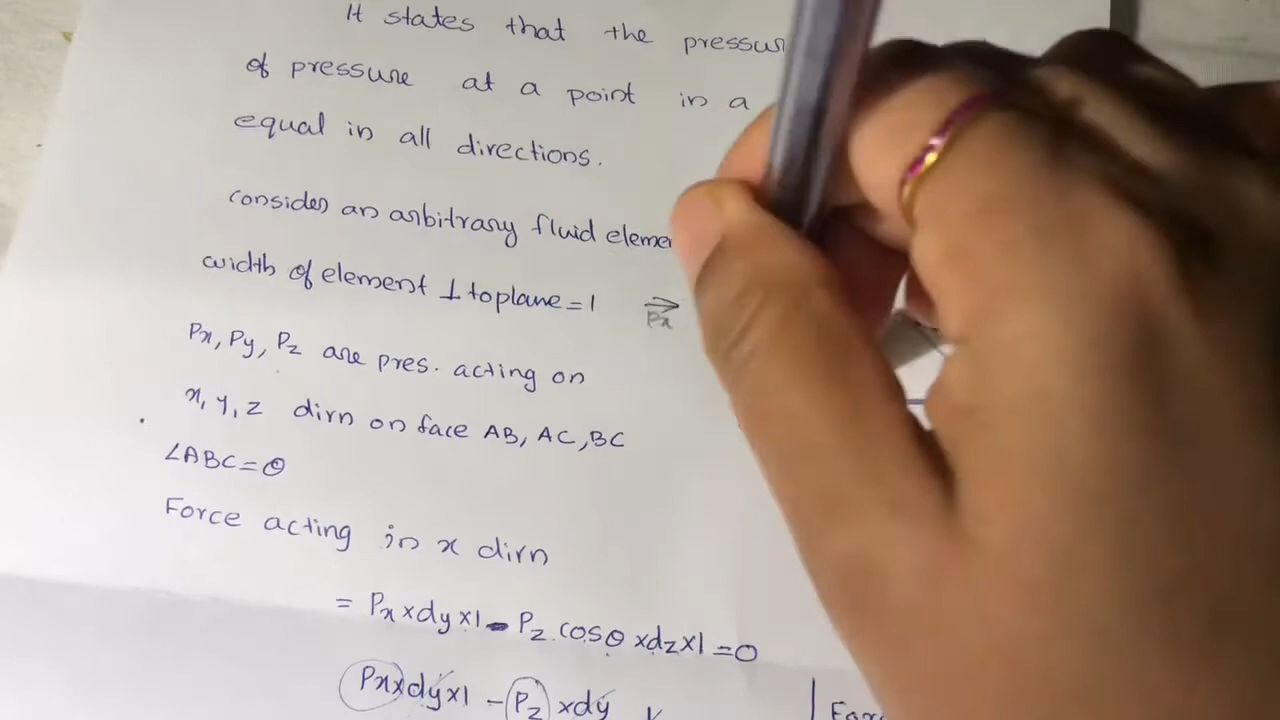 It states that the pressur
of pressure at a point in a
equal in all directions.
consider an arbitrary fluid eleme
width of element ⊥ to plane = 1
Px
Px, Py, Pz are pres. acting on
x, y, z dirn on face AB, AC, BC
∠ABC = θ
Force acting in x dirn
= Px × dy × 1 - Pz cosθ × dz × 1 = 0
Px × dy × 1 - Pz × dy